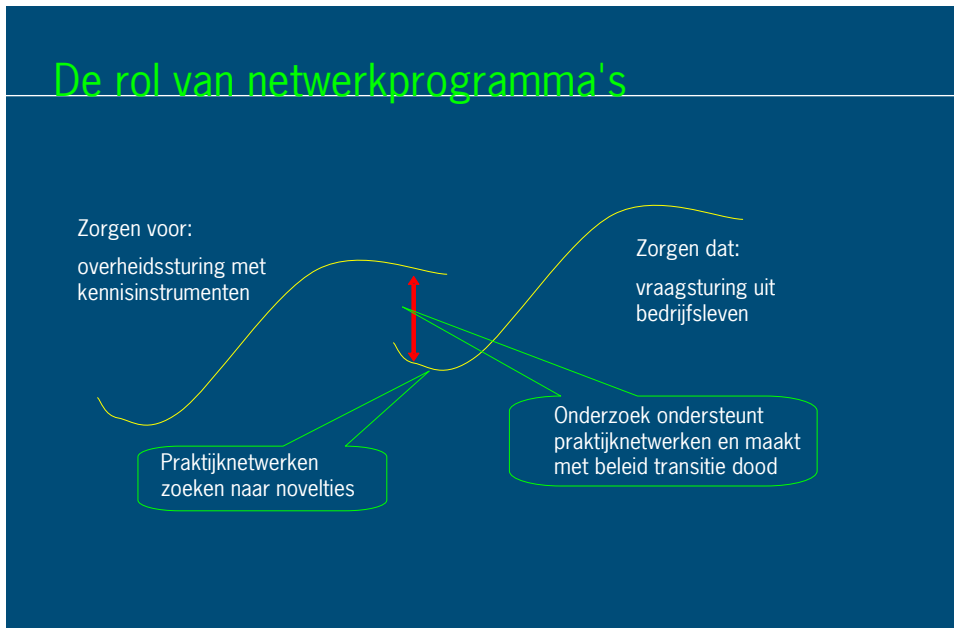 De rol van netwerkprogramma's
Zorgen voor:
overheidssturing met
kennisinstrumenten
Zorgen dat:
vraagsturing uit
bedrijfsleven
Praktijknetwerken
zoeken naar novelties
Onderzoek ondersteunt
praktijknetwerken en maakt
met beleid transitie dood